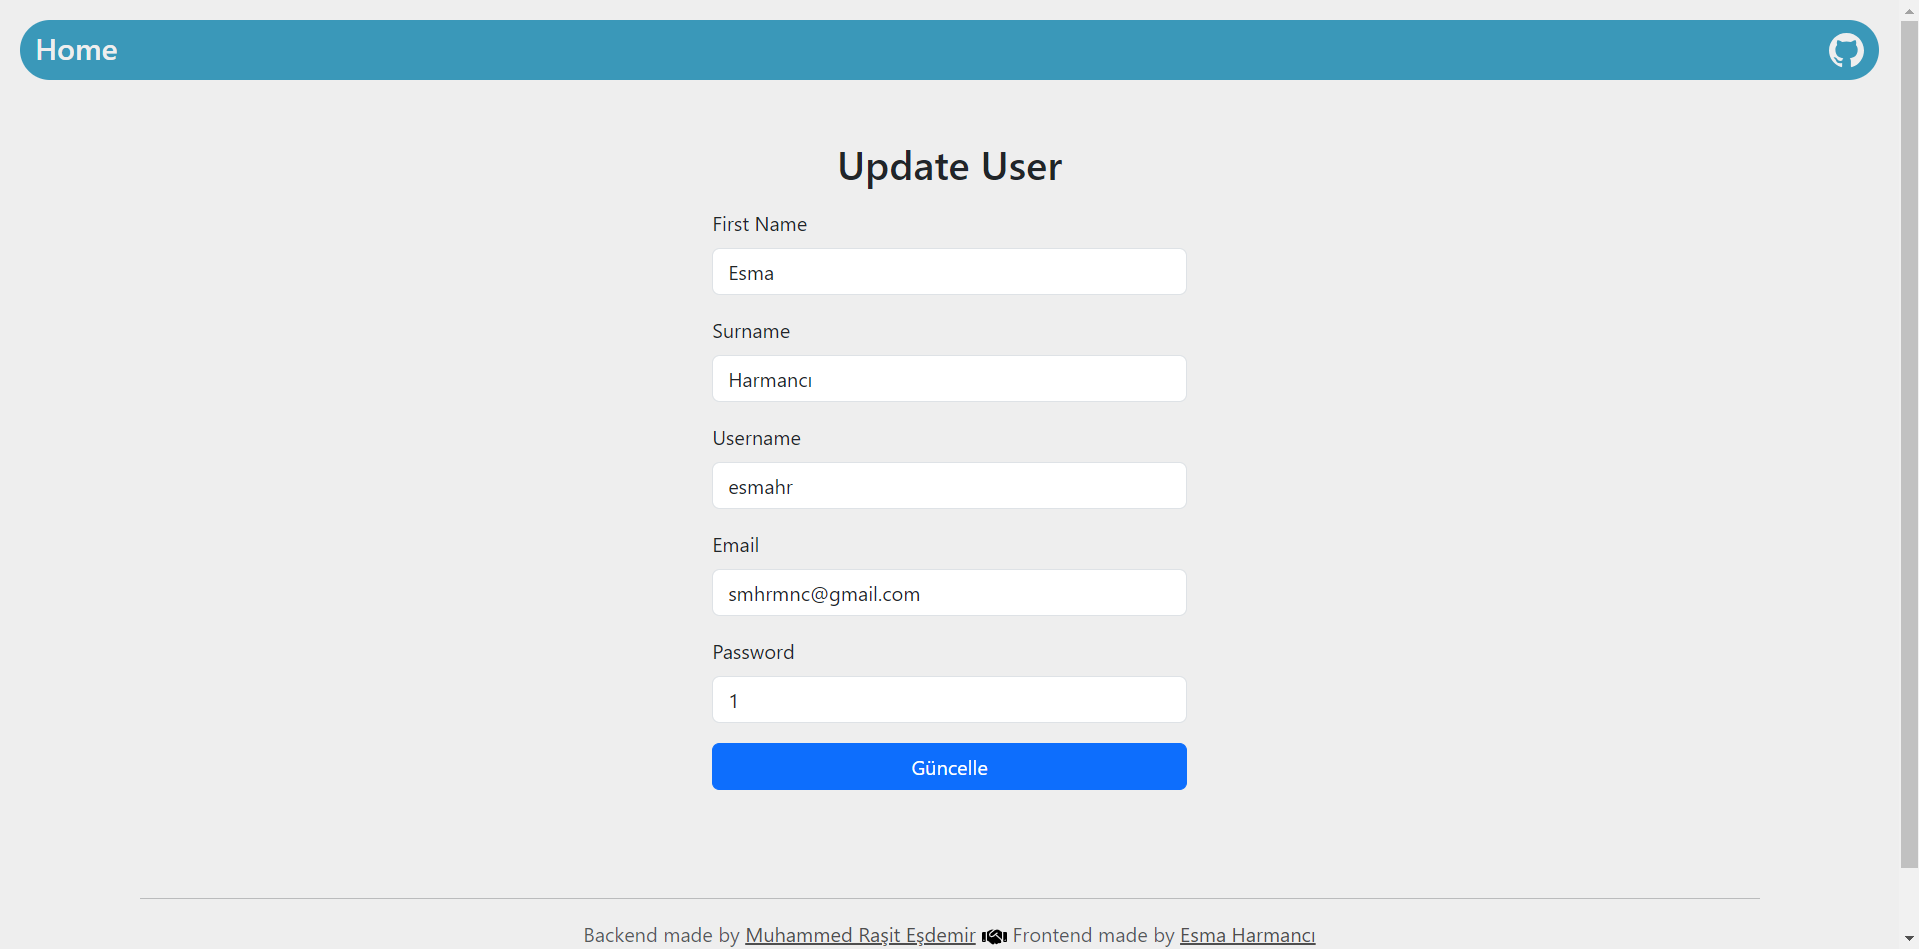 Home
Update User
First Name
Esma
Surname
Harmancı
Username
esmahr
Email
smhrmnc@gmail.com
Password
1
Güncelle
Backend made by Muhammed Raşit Eşdemir Frontend made by Esma Harmancı